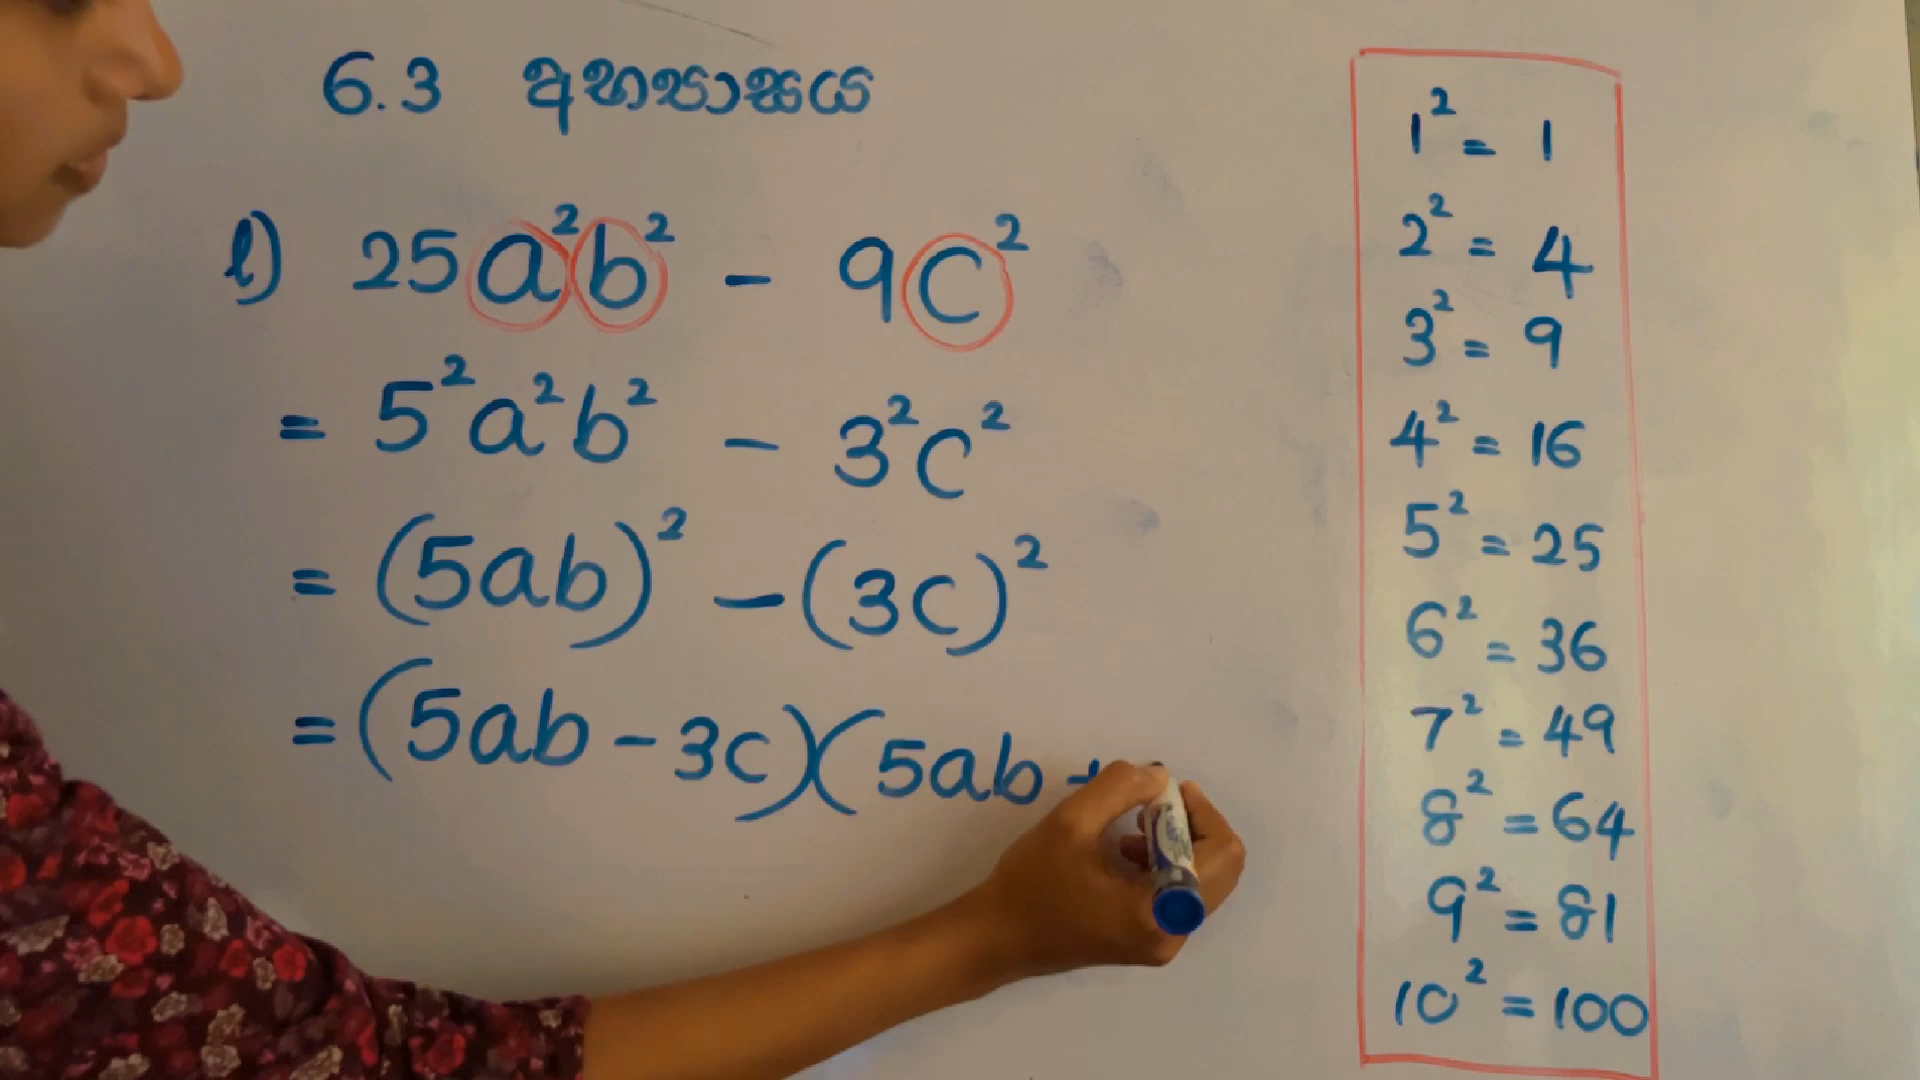 6.3 අභ්‍යාසය
l) 25a²b² - 9c²
= 5²a²b² - 3²c²
= (5ab)² - (3c)²
= (5ab - 3c)(5ab +
1² = 1
2² = 4
3² = 9
4² = 16
5² = 25
6² = 36
7² = 49
8² = 64
9² = 81
10² = 100